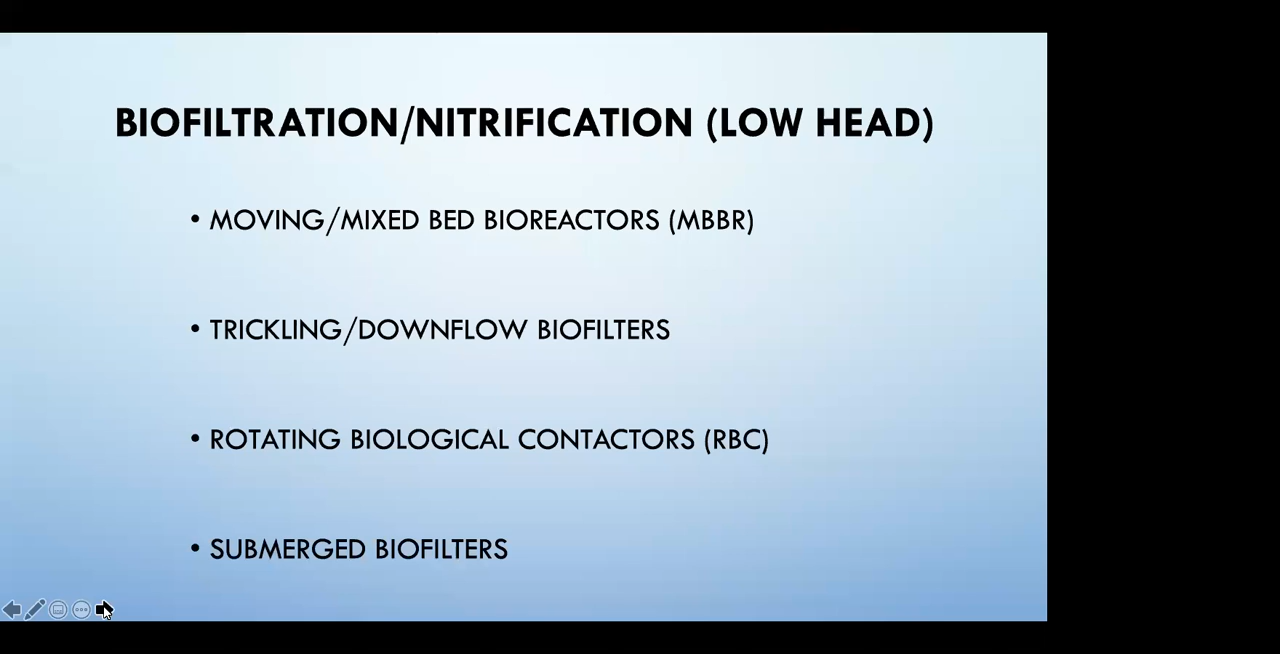 BIOFILTRATION/NITRIFICATION (LOW HEAD)
• MOVING/MIXED BED BIOREACTORS (MBBR)
• TRICKLING/DOWNFLOW BIOFILTERS
• ROTATING BIOLOGICAL CONTACTORS (RBC)
• SUBMERGED BIOFILTERS